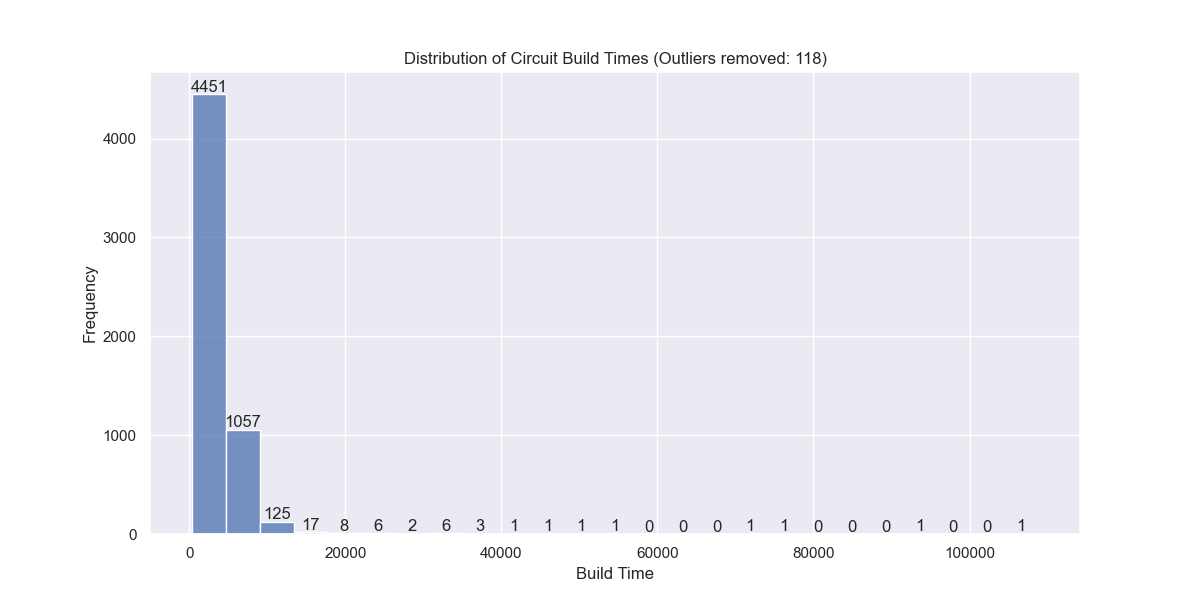 Distribution of Circuit Build Times (Outliers removed: 118)
Frequency
4000
3000
2000
1000
0
4451
1057
125
17 8 6 2 6 3 1 1 1 1 0 0 0 1 1 0 0 0 1 0 0 1
0 20000 40000 60000 80000 100000
Build Time